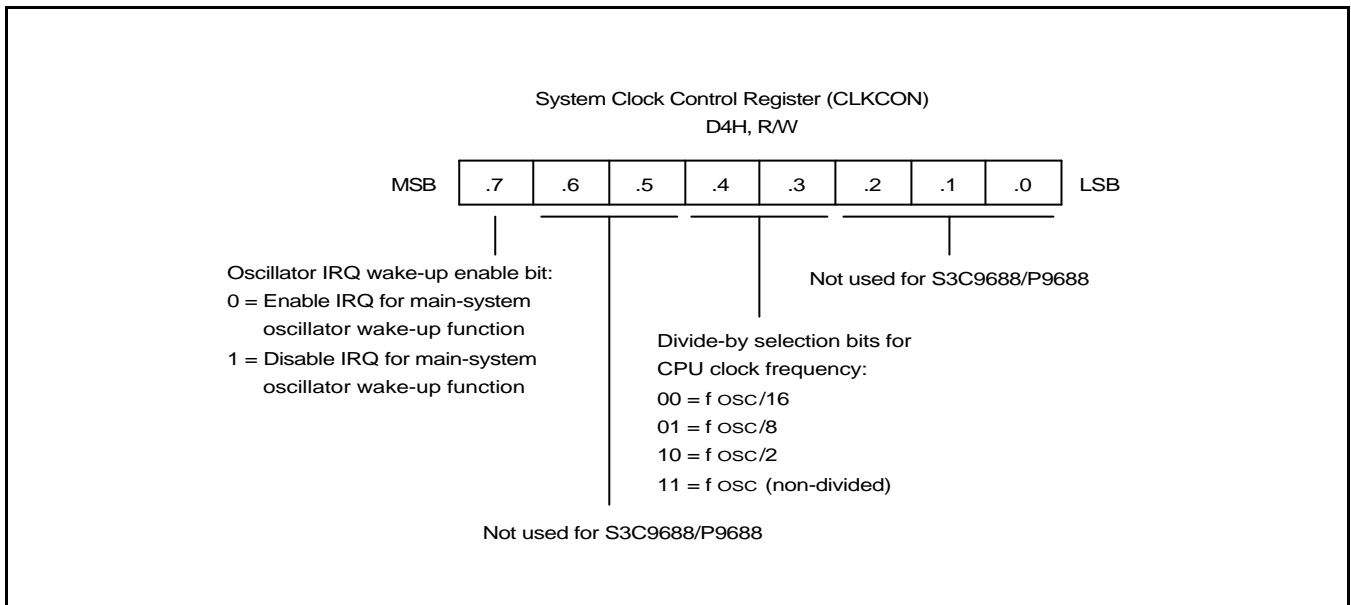 System Clock Control Register (CLKCON)
D4H, R/W
MSB .7 .6 .5 .4 .3 .2 .1 .0 LSB
Oscillator IRQ wake-up enable bit:
0 = Enable IRQ for main-system
oscillator wake-up function
1 = Disable IRQ for main-system
oscillator wake-up function
Not used for S3C9688/P9688
Divide-by selection bits for
CPU clock frequency:
00 = f OSC/16
01 = f OSC/8
10 = f OSC/2
11 = f OSC (non-divided)
Not used for S3C9688/P9688